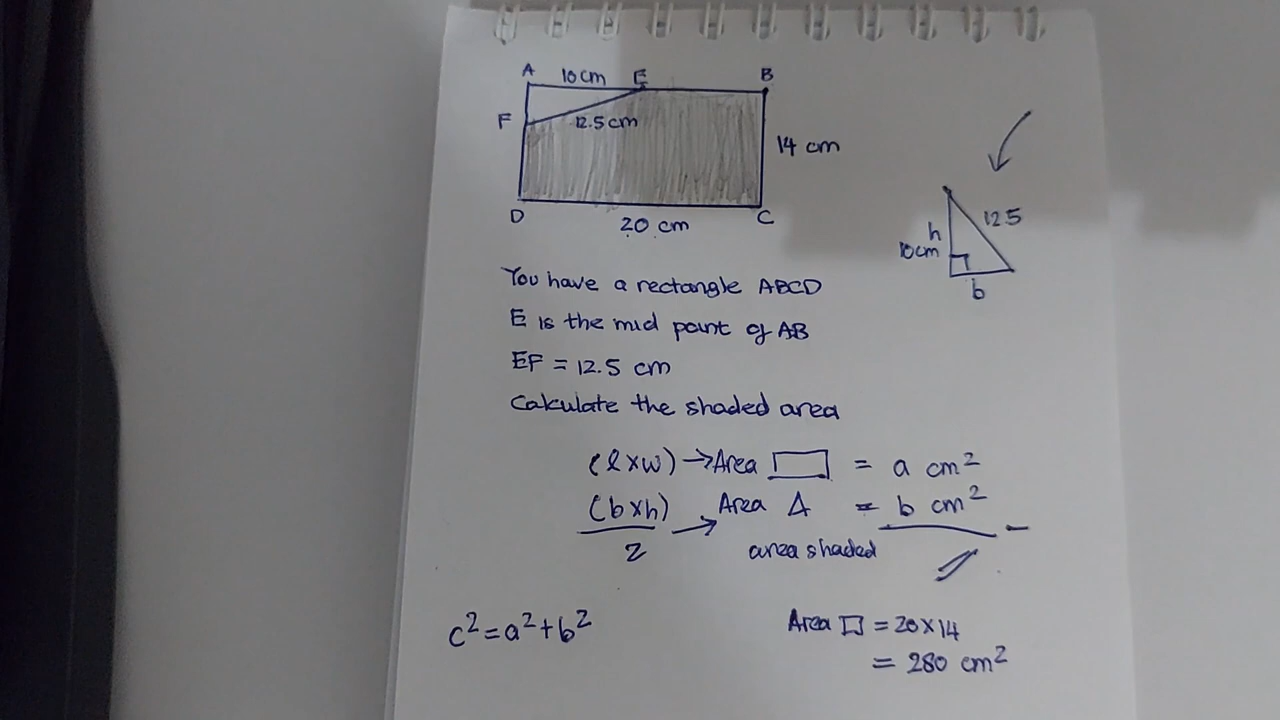 A 10cm E B
F 12.5cm
14 cm
D C
20 cm
h 12.5
10cm
b
You have a rectangle ABCD
E is the mid point of AB
EF = 12.5 cm
Calculate the shaded area
(l×w) → Area ▭ = a cm²
(b×h)/2 → Area △ = b cm² −
area shaded
c² = a² + b²
Area ▭ = 20×14
= 280 cm²